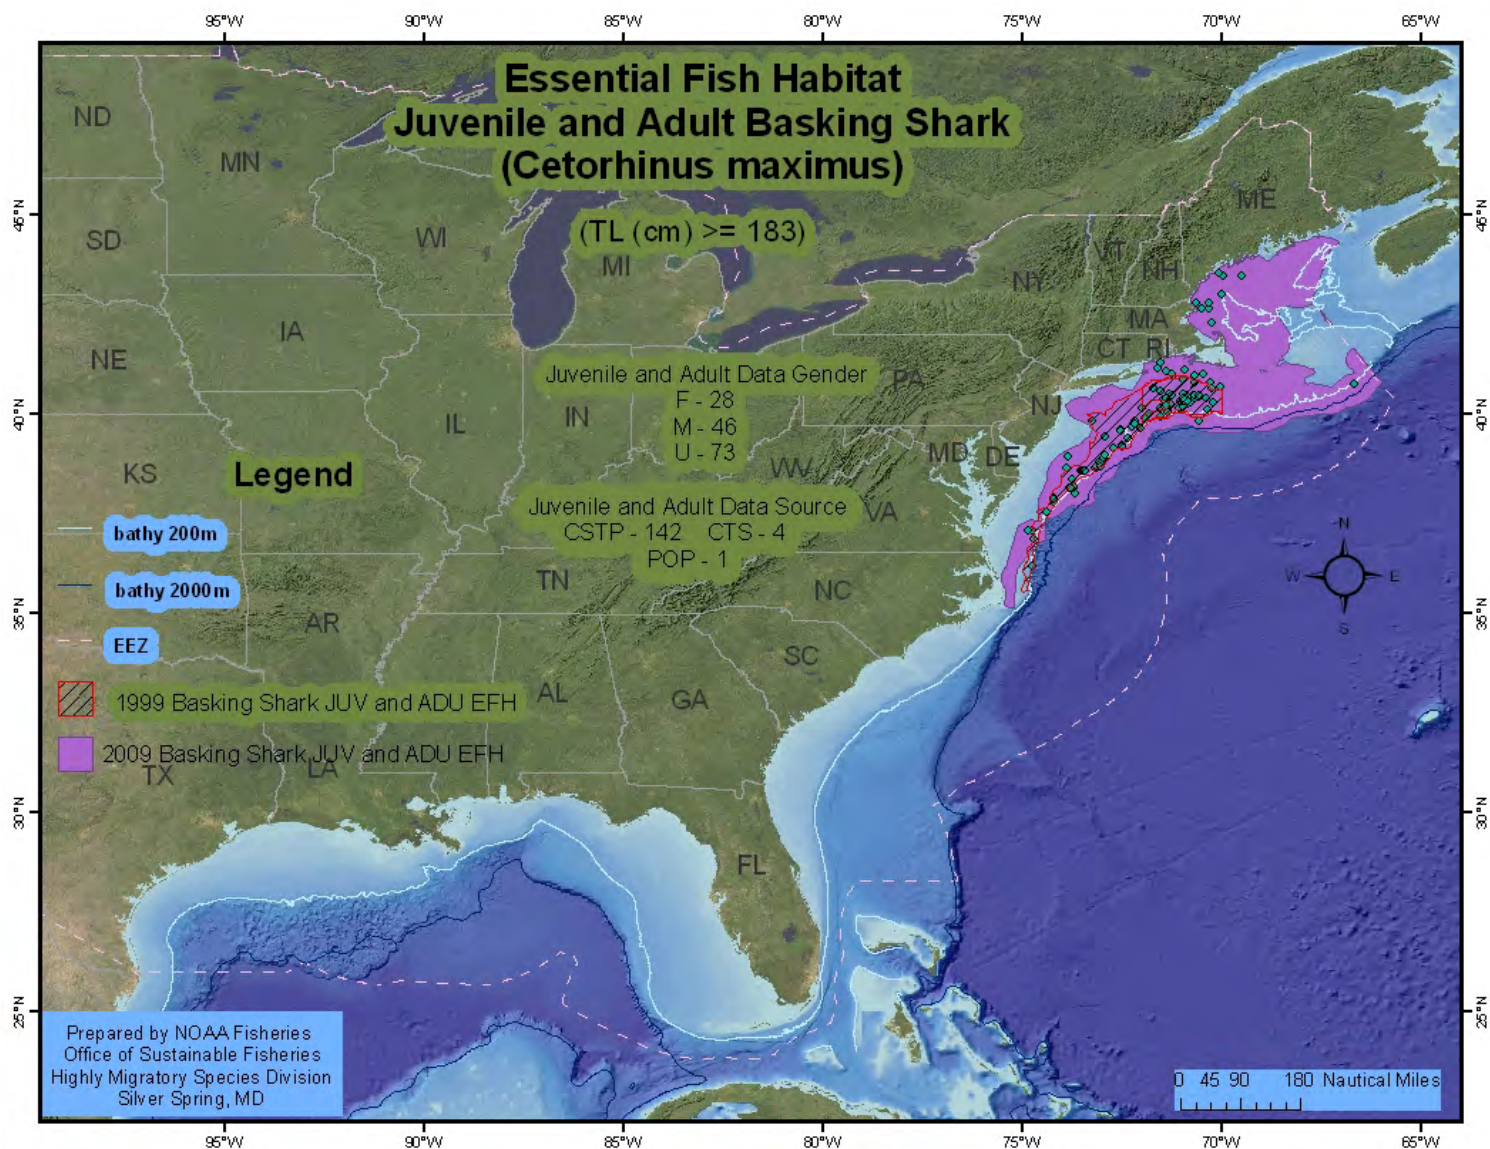 95°W 90°W 85°W 80°W 75°W 70°W 65°W
Essential Fish Habitat
Juvenile and Adult Basking Shark
(Cetorhinus maximus)
(TL (cm) >= 183)
45°N 45°N
40°N 40°N
35°N 35°N
30°N 30°N
25°N 25°N
ND
MN
SD
WI
MI
ME
VT
NH
NY
MA
CT RI
IA
NE
PA
NJ
IL
IN
MD DE
WV
KS
VA
TN
NC
AR
SC
AL
GA
TX
LA
FL
Juvenile and Adult Data Gender
F - 28
M - 46
U - 73
Juvenile and Adult Data Source
CSTP - 142 CTS - 4
POP - 1
Legend
bathy 200m
bathy 2000m
EEZ
1999 Basking Shark JUV and ADU EFH
2009 Basking Shark JUV and ADU EFH
N
W E
S
Prepared by NOAA Fisheries
Office of Sustainable Fisheries
Highly Migratory Species Division
Silver Spring, MD
0 45 90 180 Nautical Miles
95°W 90°W 85°W 80°W 75°W 70°W 65°W